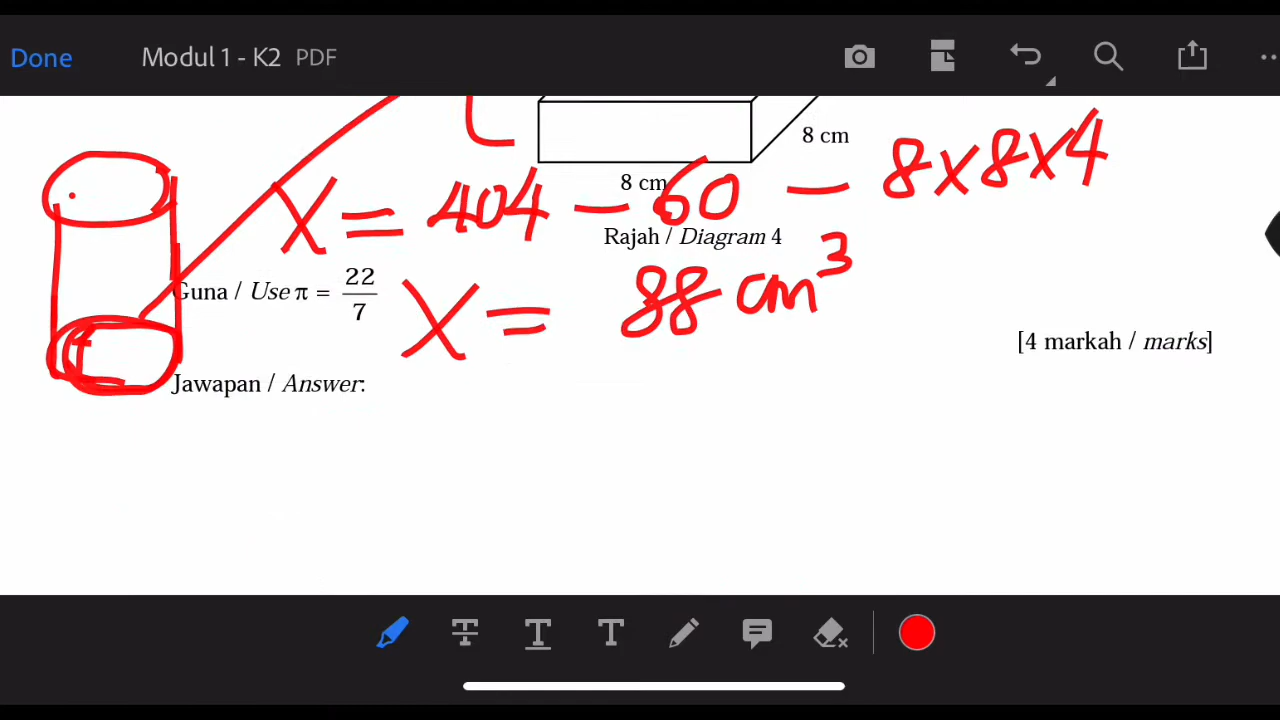 Done Modul 1 - K2 PDF
8 cm
8 cm
X = 404 - 60 - 8x8x4
Rajah / Diagram 4
Guna / Use π = 22/7
X = 88 cm³
[4 markah / marks]
Jawapan / Answer:
T T T